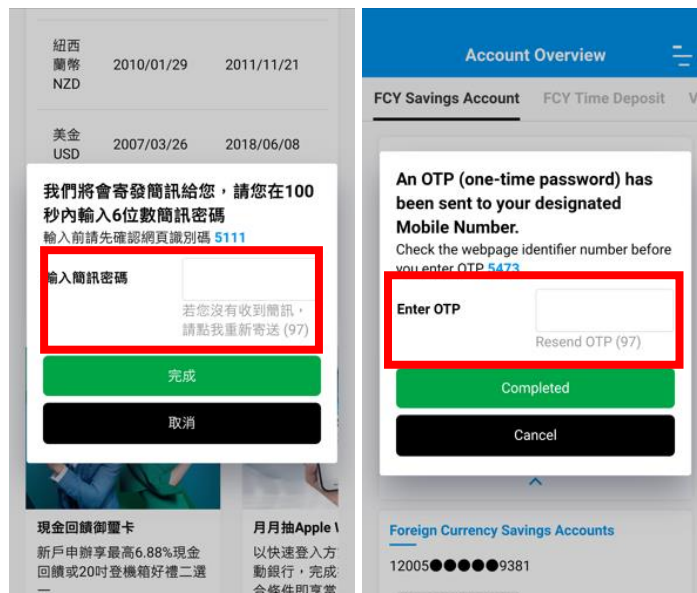 紐西
蘭幣
NZD
2010/01/29
2011/11/21
美金
USD
2007/03/26
2018/06/08
我們將會寄發簡訊給您，請您在100
秒內輸入6位數簡訊密碼
輸入前請先確認網頁識別碼 5111
輸入簡訊密碼
若您沒有收到簡訊，
請點我重新寄送 (97)
完成
取消
現金回饋御璽卡
新戶申辦享最高6.88%現金
回饋或20吋登機箱好禮二選
一
月月抽Apple
以快速登入方
動銀行，完成
合條件即享當
Account Overview
FCY Savings Account
FCY Time Deposit
An OTP (one-time password) has
been sent to your designated
Mobile Number.
Check the webpage identifier number before
you enter OTP 5473
Enter OTP
Resend OTP (97)
Completed
Cancel
Foreign Currency Savings Accounts
12005●●●●●9381